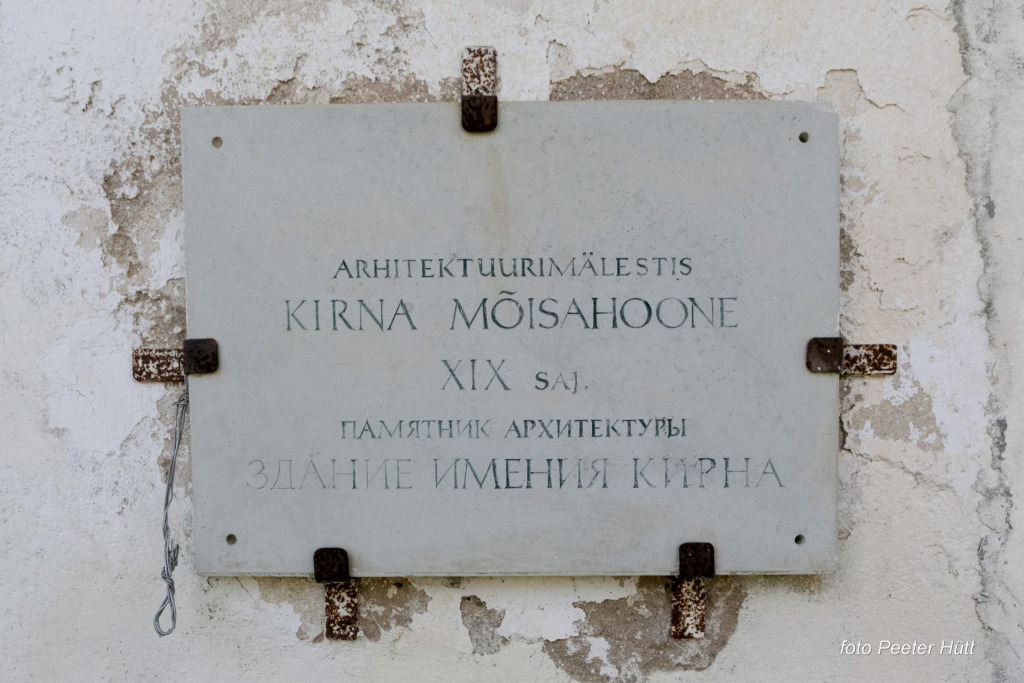 ARHITEKTUURIMÄLESTIS
KIRNA MÕISAHOONE
XIX SAJ.
ПАМЯТНИК АРХИТЕКТУРЫ
ЗДАНИЕ ИМЕНИЯ КИРНА
foto Peeter Hütt